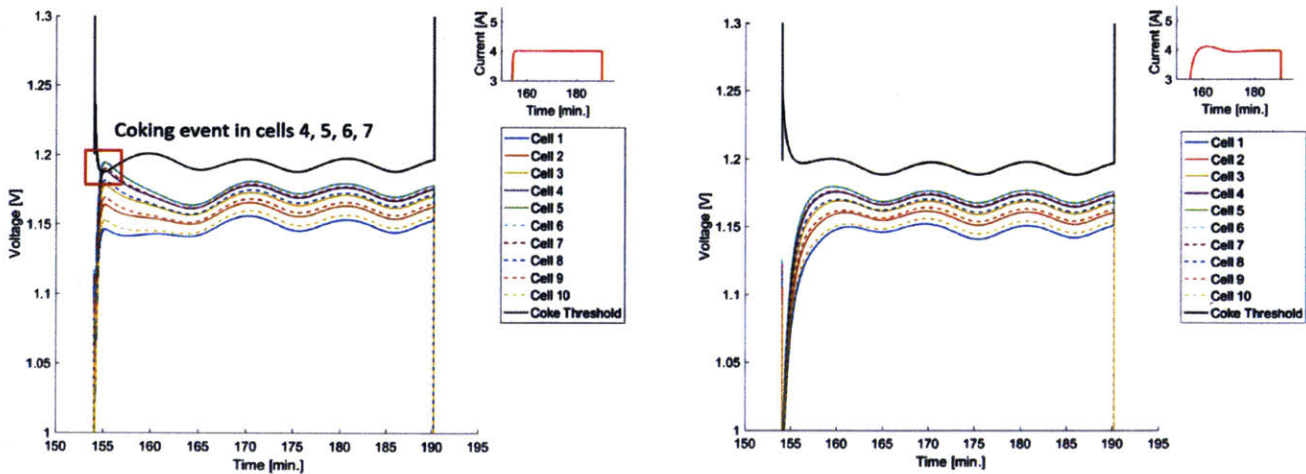 1.3
1.25
1.2
1.15
1.1
1.05
1
Voltage [V]
150 155 160 165 170 175 180 185 190 195
Time [min.]
Coking event in cells 4, 5, 6, 7
5
4
3
Current [A]
160 180
Time [min.]
Cell 1
Cell 2
Cell 3
Cell 4
Cell 5
Cell 6
Cell 7
Cell 8
Cell 9
Cell 10
Coke Threshold
1.3
1.25
1.2
1.15
1.1
1.05
1
Voltage [V]
150 155 160 165 170 175 180 185 190 195
Time [min.]
5
4
3
Current [A]
160 180
Time [min.]
Cell 1
Cell 2
Cell 3
Cell 4
Cell 5
Cell 6
Cell 7
Cell 8
Cell 9
Cell 10
Coke Threshold